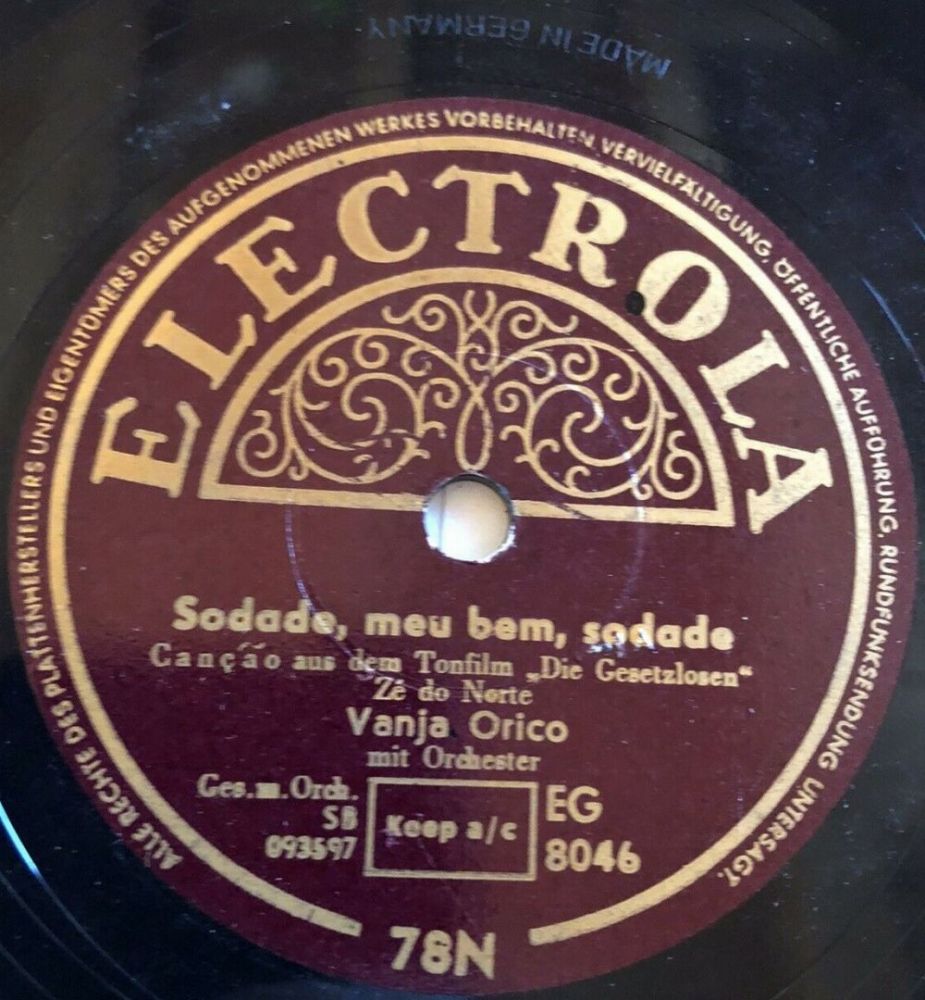 MADE IN GERMANY
ALLE RECHTE DES PLATTENHERSTELLERS UND EIGENTÜMERS DES AUFGENOMMENEN WERKES VORBEHALTEN. VERVIELFÄLTIGUNG, ÖFFENTLICHE AUFFÜHRUNG, RUNDFUNKSENDUNG UNTERSAGT.
ELECTROLA
Sodade, meu bem, sodade
Canção aus dem Tonfilm „Die Gesetzlosen“
Zé do Norte
Vanja Orico
mit Orchester
Ges. m. Orch.
SB
093597
Koop a/c
EG
8046
78N